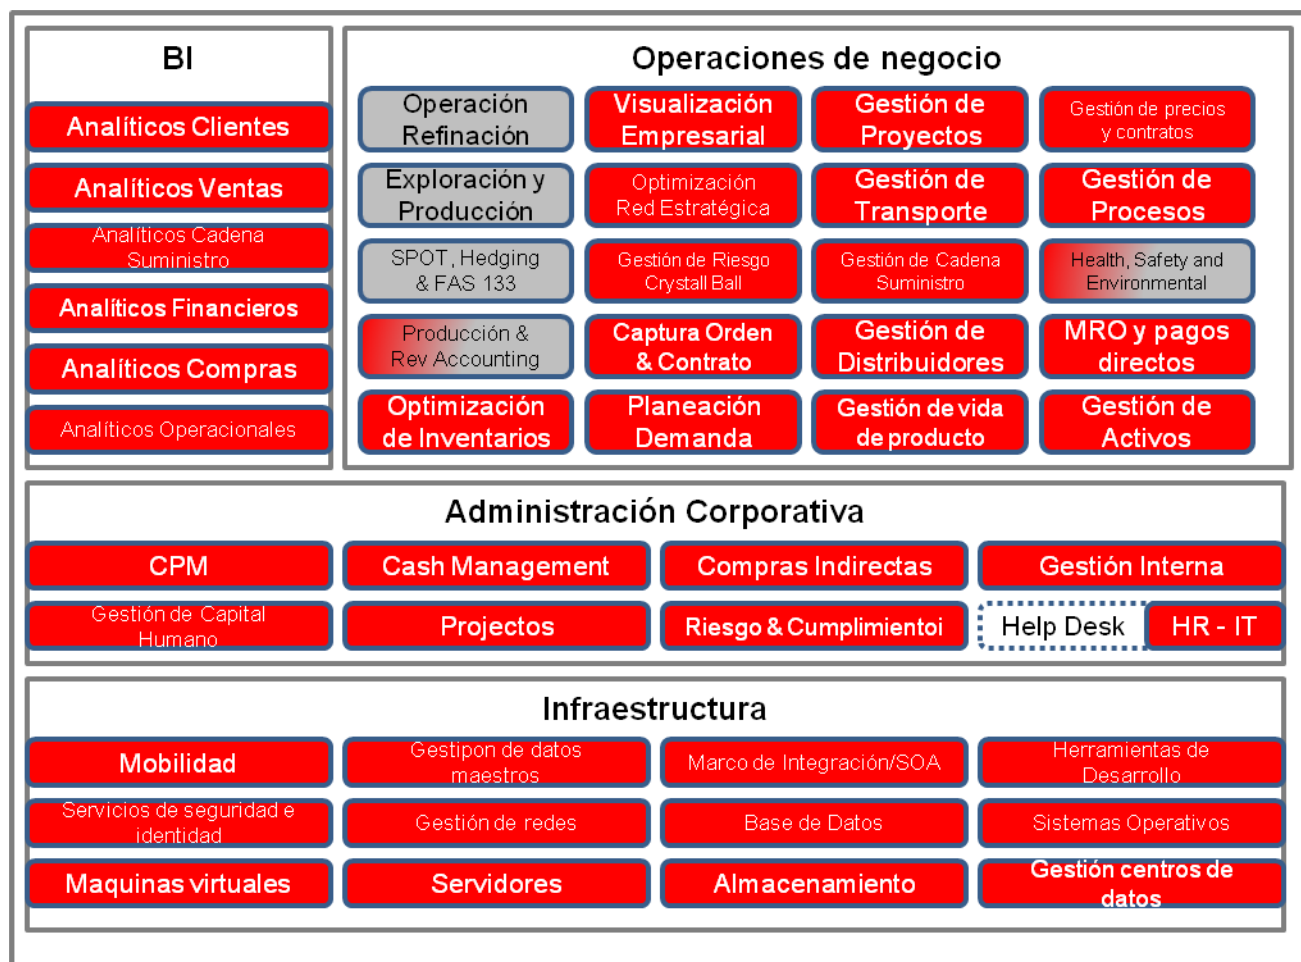 BI
Analíticos Clientes
Analíticos Ventas
Analíticos Cadena
Suministro
Analíticos Financieros
Analíticos Compras
Analíticos Operacionales
Operaciones de negocio
Operación
Refinación
Visualización
Empresarial
Gestión de
Proyectos
Gestión de precios
y contratos
Exploración y
Producción
Optimización
Red Estratégica
Gestión de
Transporte
Gestión de
Procesos
SPOT, Hedging
& FAS 133
Gestión de Riesgo
Crystall Ball
Gestión de Cadena
Suministro
Health, Safety and
Environmental
Producción &
Rev Accounting
Captura Orden
& Contrato
Gestión de
Distribuidores
MRO y pagos
directos
Optimización
de Inventarios
Planeación
Demanda
Gestión de vida
de producto
Gestión de
Activos
Administración Corporativa
CPM
Cash Management
Compras Indirectas
Gestión Interna
Gestión de Capital
Humano
Projectos
Riesgo & Cumplimientoi
Help Desk
HR - IT
Infraestructura
Mobilidad
Gestipon de datos
maestros
Marco de Integración/SOA
Herramientas de
Desarrollo
Servicios de seguridad e
identidad
Gestión de redes
Base de Datos
Sistemas Operativos
Maquinas virtuales
Servidores
Almacenamiento
Gestión centros de
datos